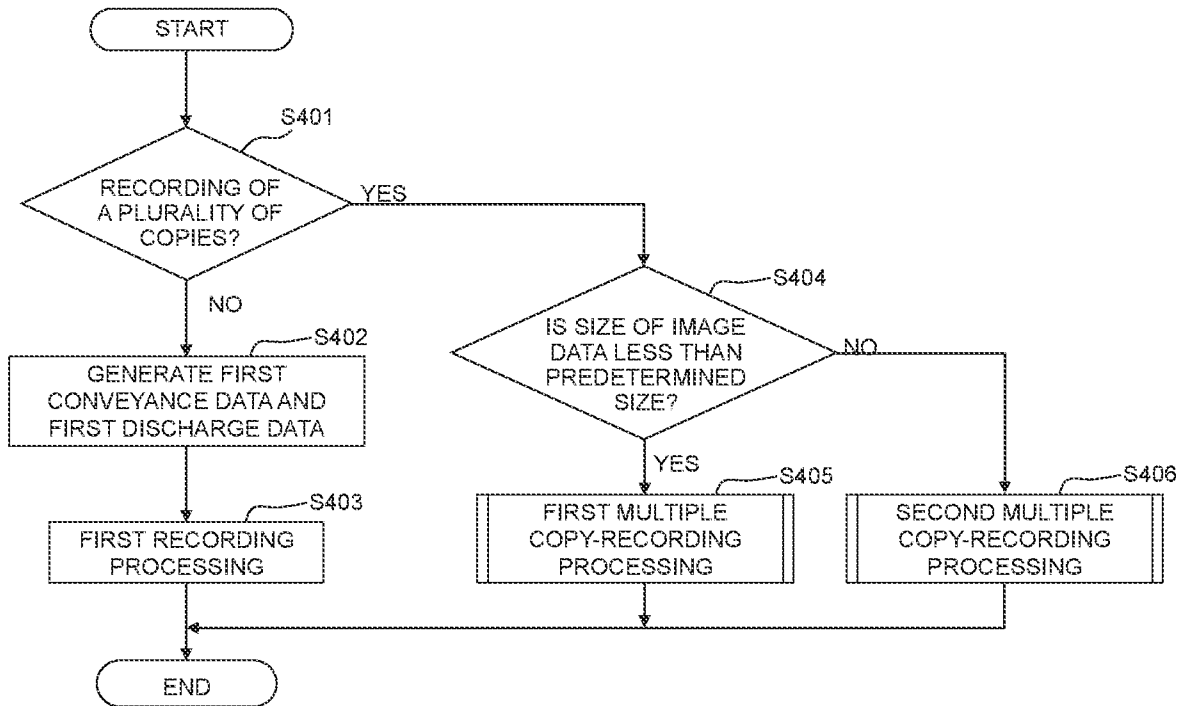 START
S401
RECORDING OF
A PLURALITY OF
COPIES?
YES
NO
S404
IS SIZE OF IMAGE
DATA LESS THAN
PREDETERMINED
SIZE?
NO
YES
S402
GENERATE FIRST
CONVEYANCE DATA AND
FIRST DISCHARGE DATA
S403
FIRST RECORDING
PROCESSING
S405
FIRST MULTIPLE
COPY-RECORDING
PROCESSING
S406
SECOND MULTIPLE
COPY-RECORDING
PROCESSING
END